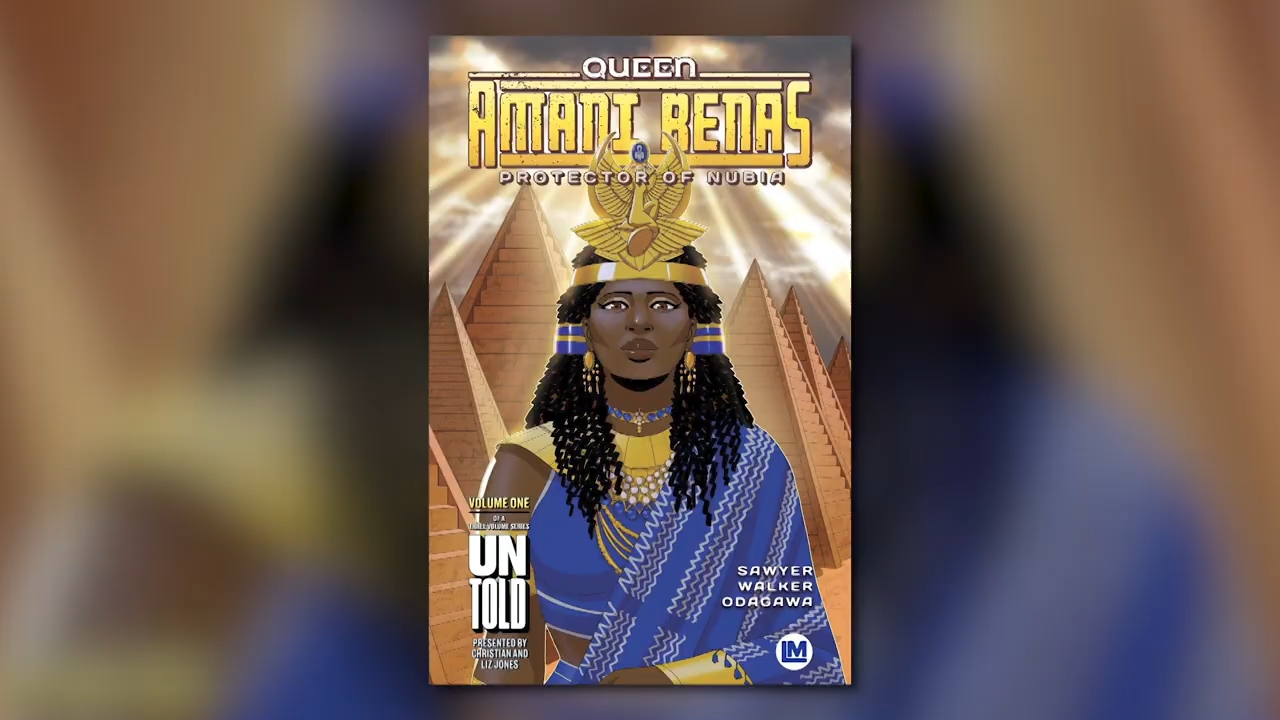 QUEEN
AMANI RENAS
PROTECTOR OF NUBIA
VOLUME ONE
OF A
THREE VOLUME SERIES
UN
TOLD
PRESENTED BY
CHRISTIAN AND
LIZ JONES
SAWYER
WALKER
ODAGAWA
LM